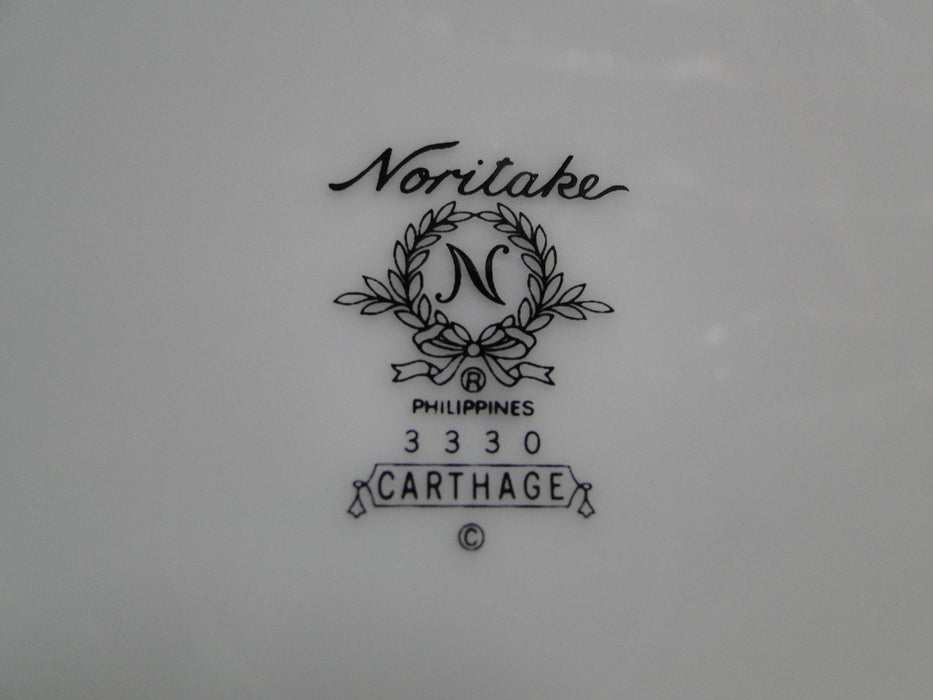 Noritake
N
®
PHILIPPINES
3330
CARTHAGE
©